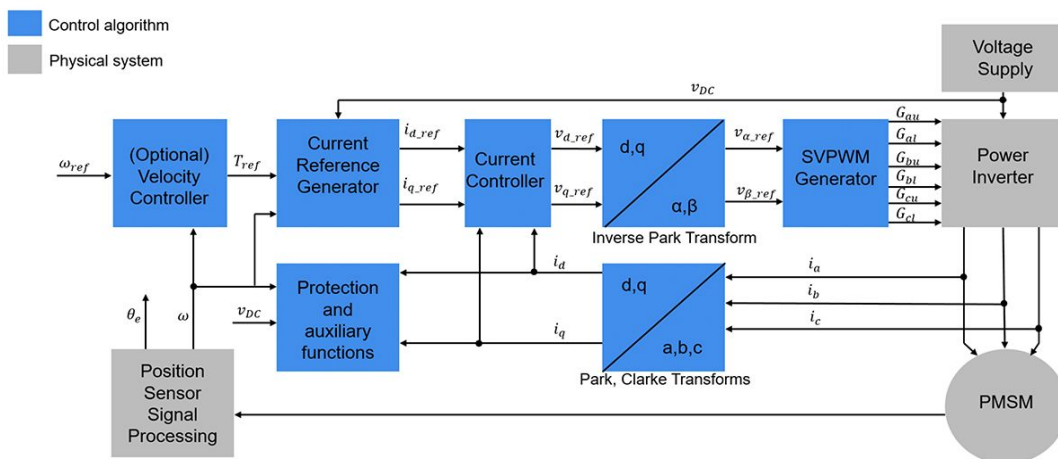 Control algorithm
Physical system
Voltage
Supply
v_DC
ω_ref
(Optional)
Velocity
Controller
T_ref
Current
Reference
Generator
i_d_ref
i_q_ref
Current
Controller
v_d_ref
v_q_ref
d,q
α,β
Inverse Park Transform
v_α_ref
v_β_ref
SVPWM
Generator
G_au
G_al
G_bu
G_bl
G_cu
G_cl
Power
Inverter
θ_e
ω
v_DC
Protection
and
auxiliary
functions
i_d
i_q
d,q
a,b,c
Park, Clarke Transforms
i_a
i_b
i_c
Position
Sensor
Signal
Processing
PMSM